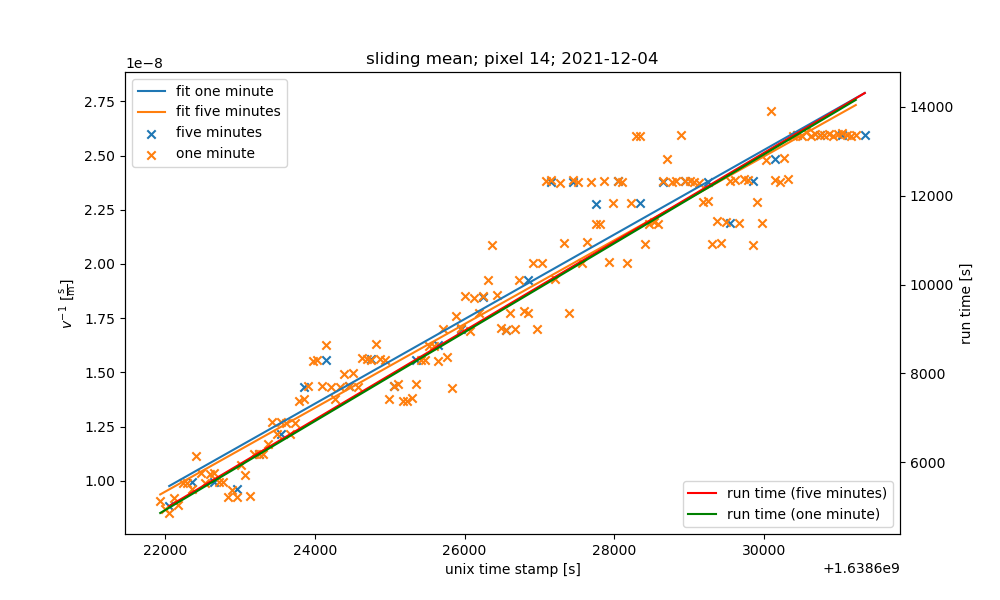 sliding mean; pixel 14; 2021-12-04
1e−8
fit one minute
fit five minutes
five minutes
one minute
2.75
2.50
2.25
2.00
1.75
1.50
1.25
1.00
v⁻¹ [s/m]
14000
12000
10000
8000
6000
run time [s]
run time (five minutes)
run time (one minute)
22000 24000 26000 28000 30000
unix time stamp [s]
+1.6386e9